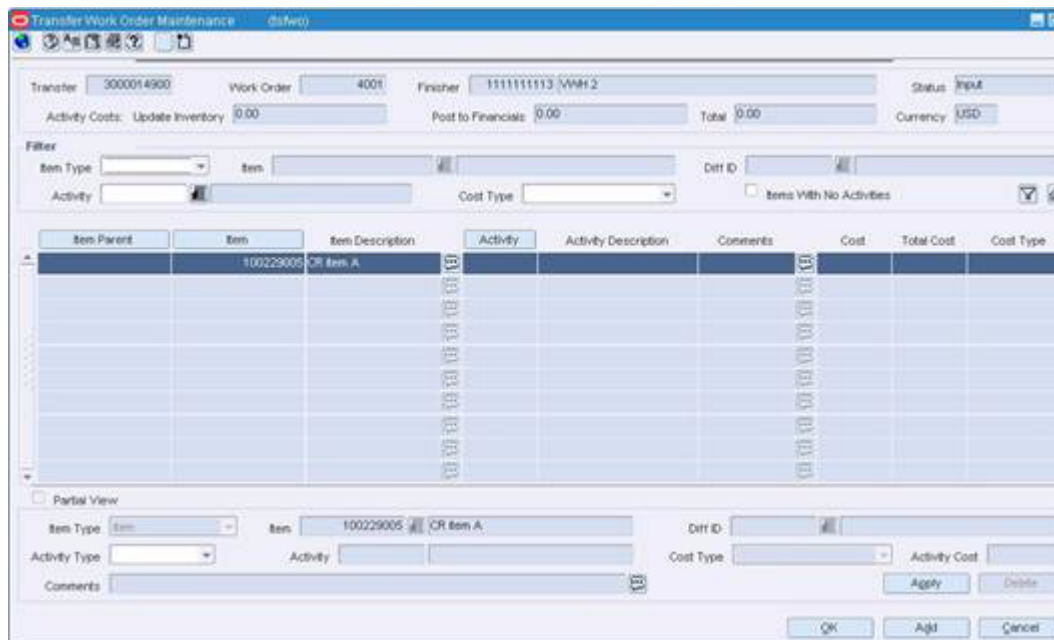 Transfer Work Order Maintenance dsfwo)
Transfer 3000014900 Work Order 4001 Finisher 1111111113 VWH 2 Status Input
Activity Costs: Update Inventory 0.00 Post to Financials 0.00 Total 0.00 Currency USD
Filter
Item Type Item Diff ID
Activity Cost Type Items With No Activities
Item Parent Item Item Description Activity Activity Description Comments Cost Total Cost Cost Type
100229005 CR Item A
Partial View
Item Type Item Item 100229005 CR Item A Diff ID
Activity Type Activity Cost Type Activity Cost
Comments Apply Delete
OK Add Cancel